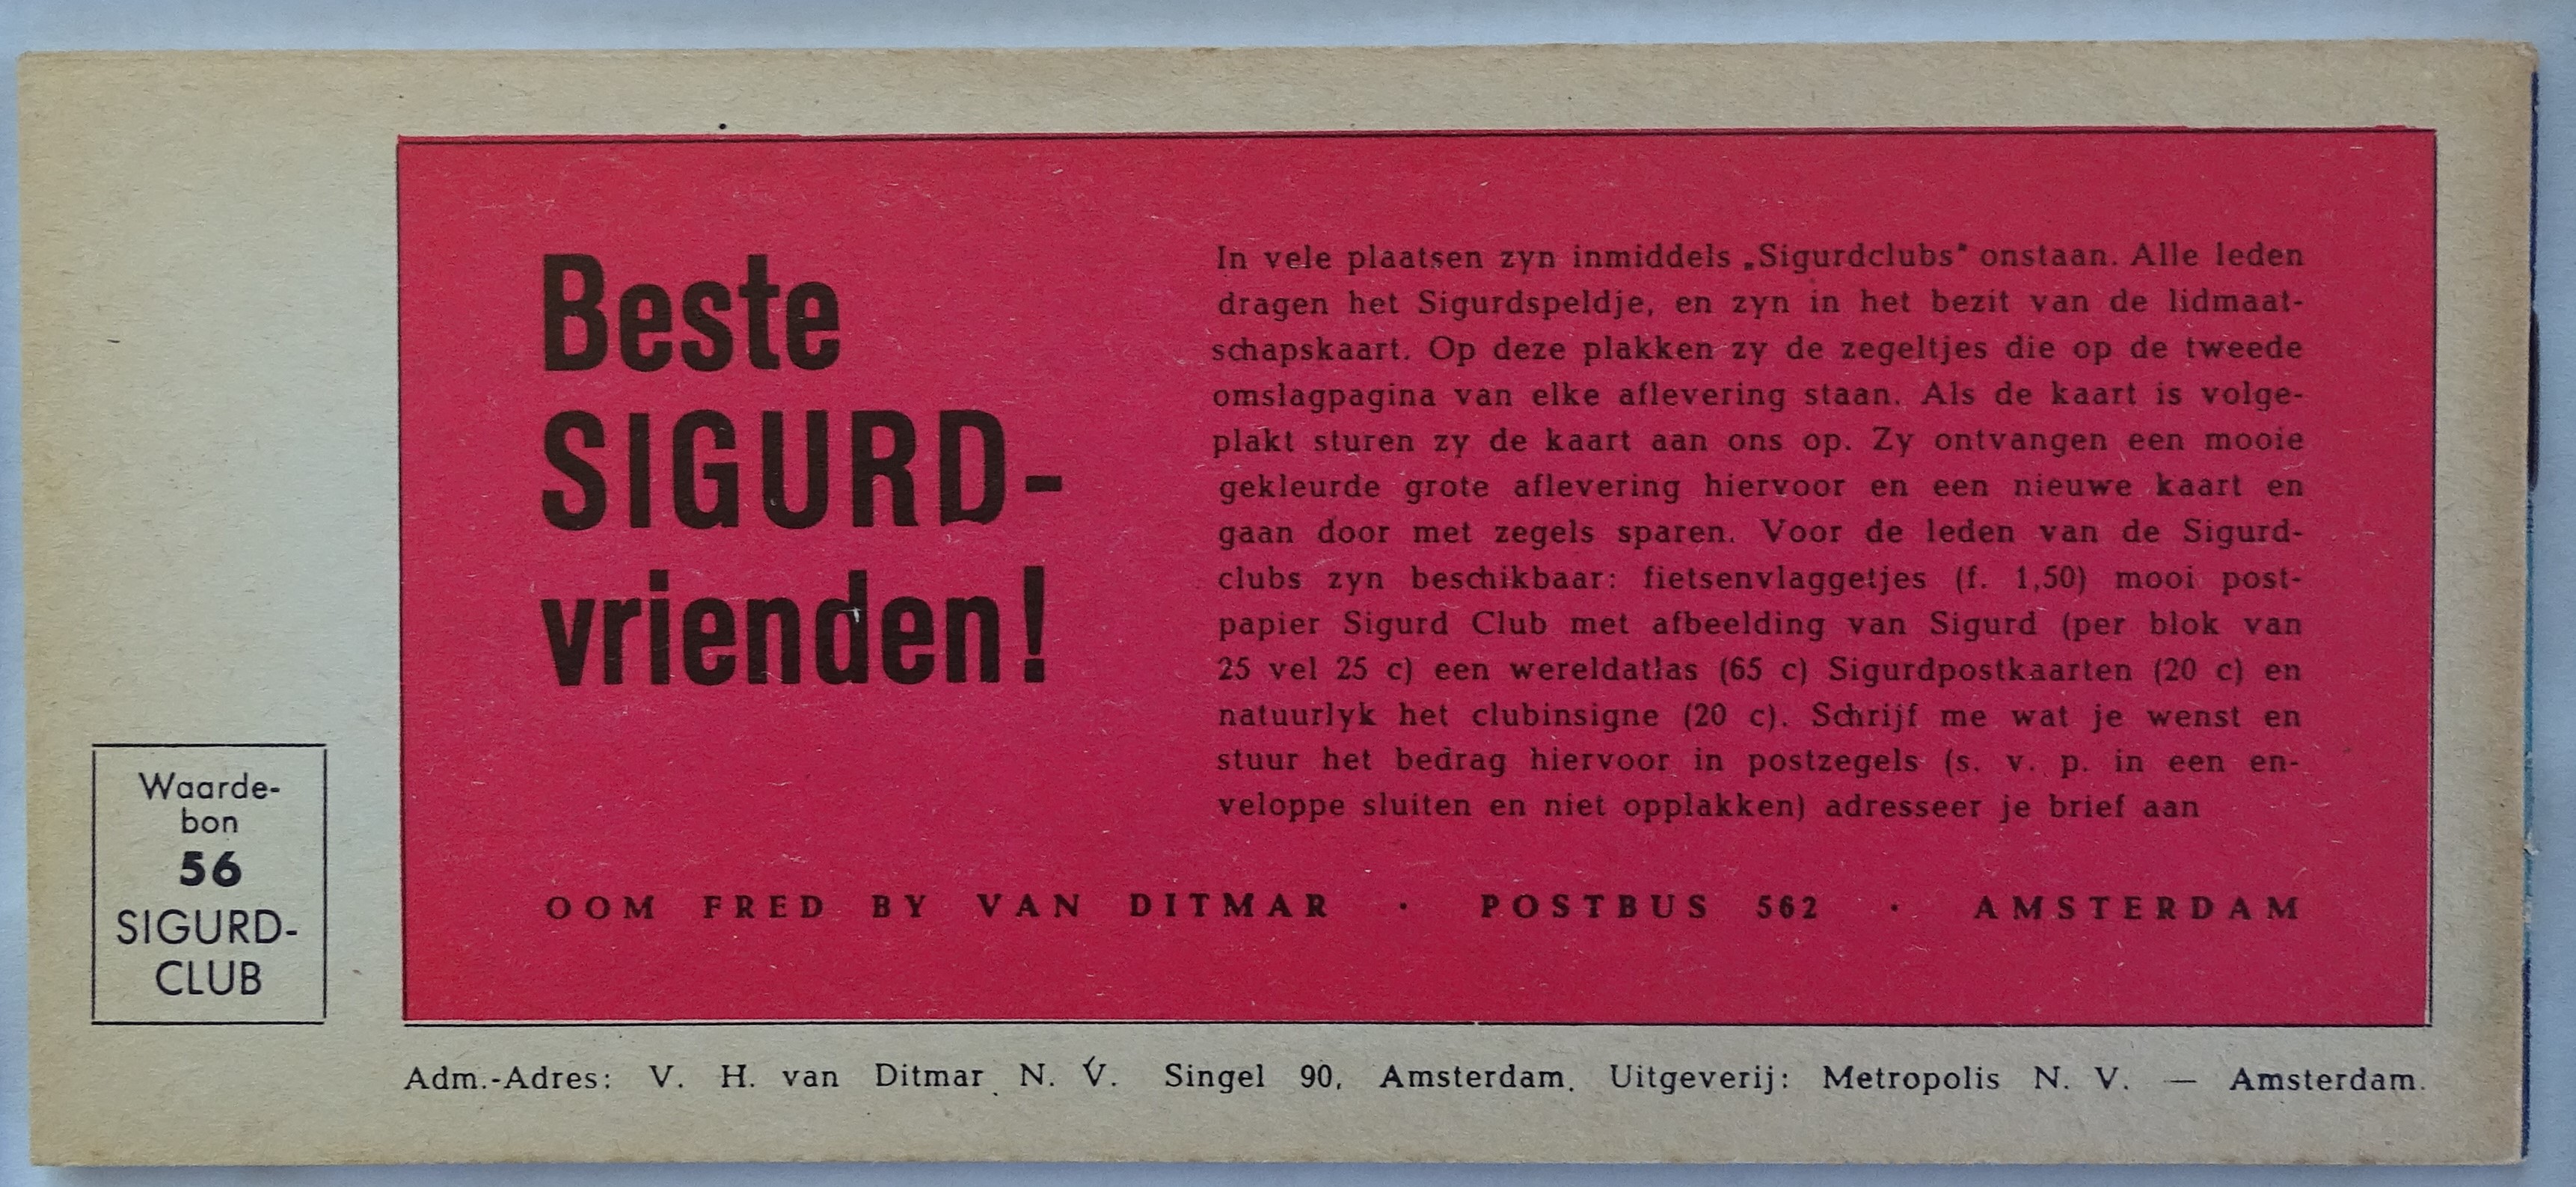 Beste
SIGURD-
vrienden!
In vele plaatsen zyn inmiddels „Sigurdclubs" onstaan. Alle leden
dragen het Sigurdspeldje, en zyn in het bezit van de lidmaat-
schapskaart. Op deze plakken zy de zegeltjes die op de tweede
omslagpagina van elke aflevering staan. Als de kaart is volge-
plakt sturen zy de kaart aan ons op. Zy ontvangen een mooie
gekleurde grote aflevering hiervoor en een nieuwe kaart en
gaan door met zegels sparen. Voor de leden van de Sigurd-
clubs zyn beschikbaar: fietsenvlaggetjes (f. 1,50) mooi post-
papier Sigurd Club met afbeelding van Sigurd (per blok van
25 vel 25 c) een wereldatlas (65 c) Sigurdpostkaarten (20 c) en
natuurlyk het clubinsigne (20 c). Schrijf me wat je wenst en
stuur het bedrag hiervoor in postzegels (s. v. p. in een en-
veloppe sluiten en niet opplakken) adresseer je brief aan
OOM FRED BY VAN DITMAR · POSTBUS 562 · AMSTERDAM
Waarde-
bon
56
SIGURD-
CLUB
Adm.-Adres: V. H. van Ditmar N. V. Singel 90, Amsterdam. Uitgeverij: Metropolis N. V. — Amsterdam.